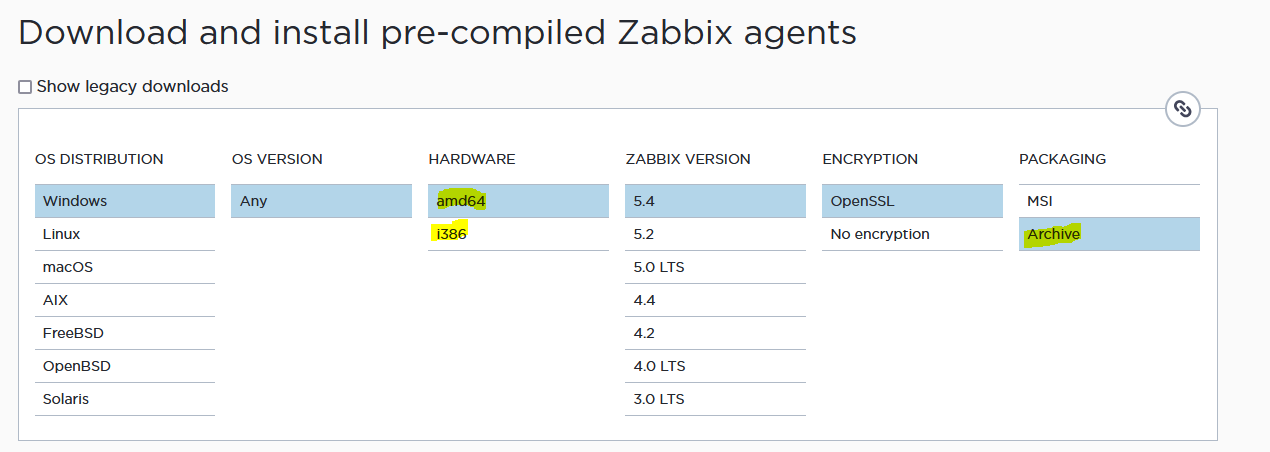 Download and install pre-compiled Zabbix agents
Show legacy downloads
OS DISTRIBUTION OS VERSION HARDWARE ZABBIX VERSION ENCRYPTION PACKAGING
Windows Any amd64 5.4 OpenSSL MSI
Linux i386 5.2 No encryption Archive
macOS 5.0 LTS
AIX 4.4
FreeBSD 4.2
OpenBSD 4.0 LTS
Solaris 3.0 LTS